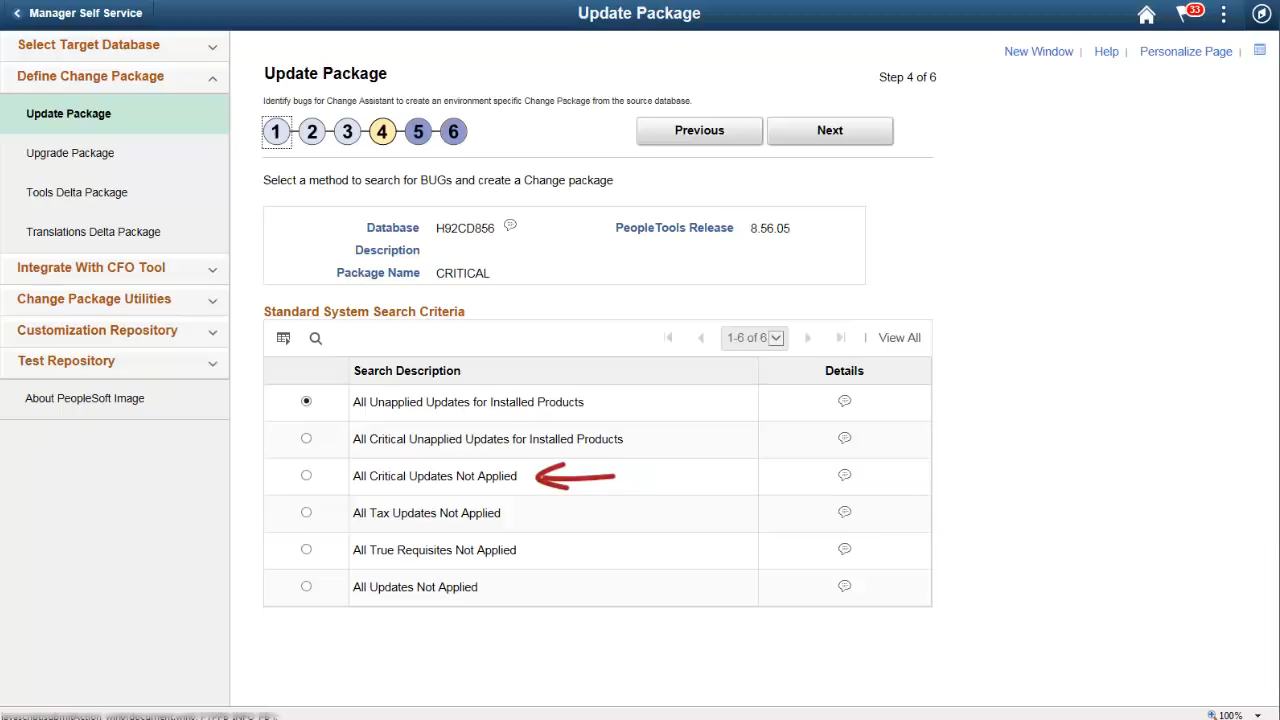 Manager Self Service
Update Package
33
Select Target Database
Define Change Package
Update Package
Upgrade Package
Tools Delta Package
Translations Delta Package
Integrate With CFO Tool
Change Package Utilities
Customization Repository
Test Repository
About PeopleSoft Image
New Window | Help | Personalize Page |
Update Package
Step 4 of 6
Identify bugs for Change Assistant to create an environment specific Change Package from the source database.
1 2 3 4 5 6
Previous Next
Select a method to search for BUGs and create a Change package
Database H92CD856 PeopleTools Release 8.56.05
Description
Package Name CRITICAL
Standard System Search Criteria
1-6 of 6 | View All
Search Description Details
All Unapplied Updates for Installed Products
All Critical Unapplied Updates for Installed Products
All Critical Updates Not Applied
All Tax Updates Not Applied
All True Requisites Not Applied
All Updates Not Applied
100%